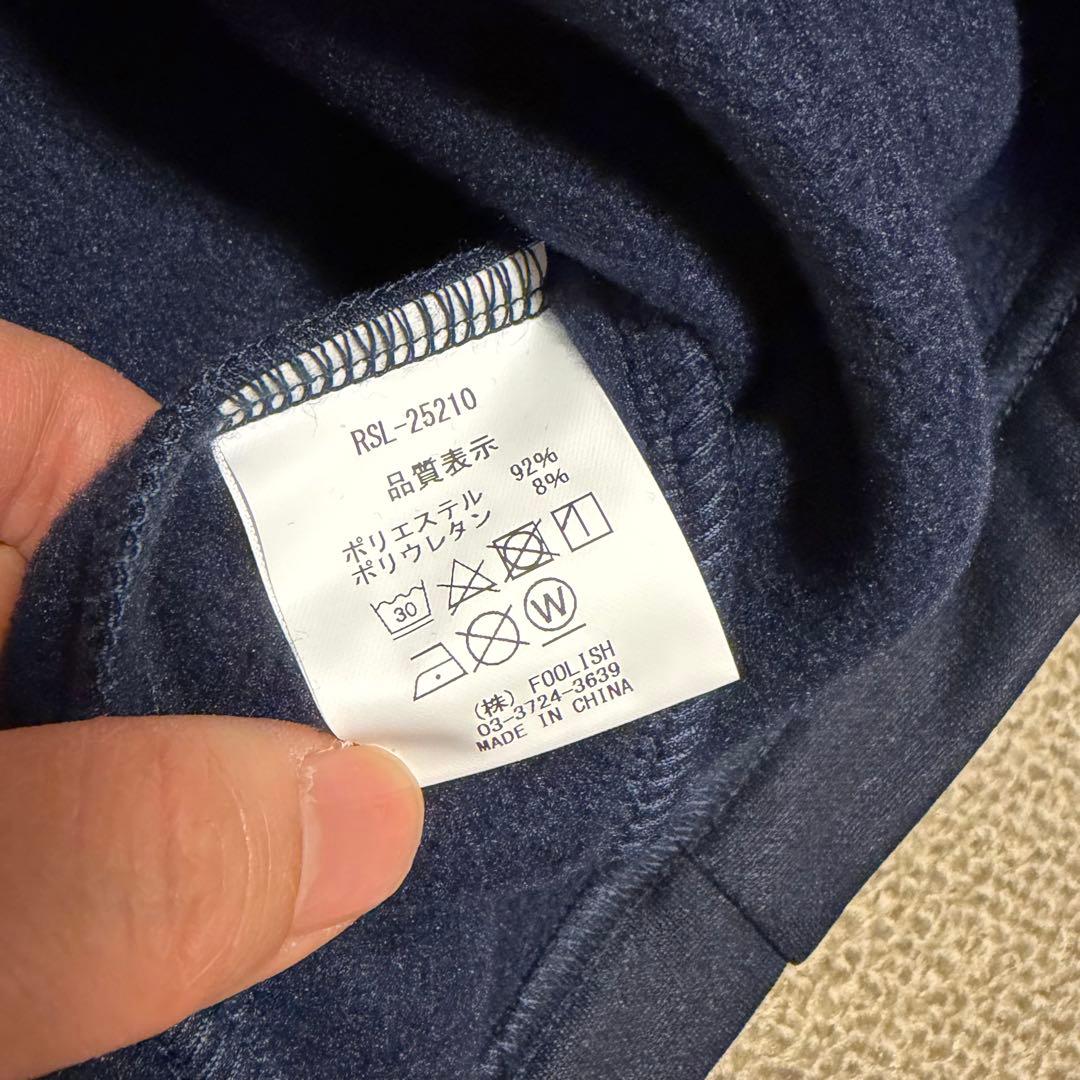 RSL-25210
品質表示
ポリエステル 92%
ポリウレタン 8%
30
W
(株) FOOLISH
03-3724-3639
MADE IN CHINA